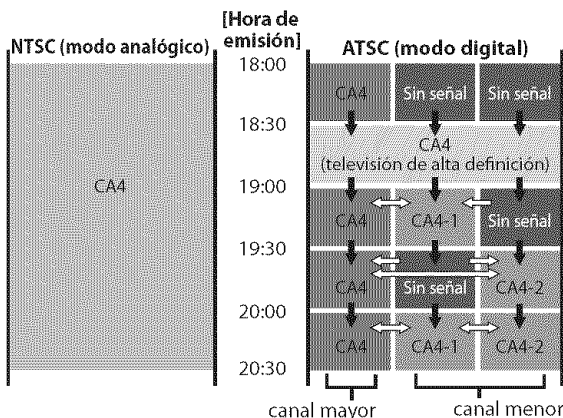 [Hora de
emisión]
NTSC (modo analógico)
ATSC (modo digital)
18:00
CA4 Sin señal Sin señal
18:30
CA4
(televisión de alta definición)
CA4
19:00
CA4 CA4-1 Sin señal
19:30
CA4 Sin señal CA4-2
20:00
CA4 CA4-1 CA4-2
20:30
canal mayor canal menor